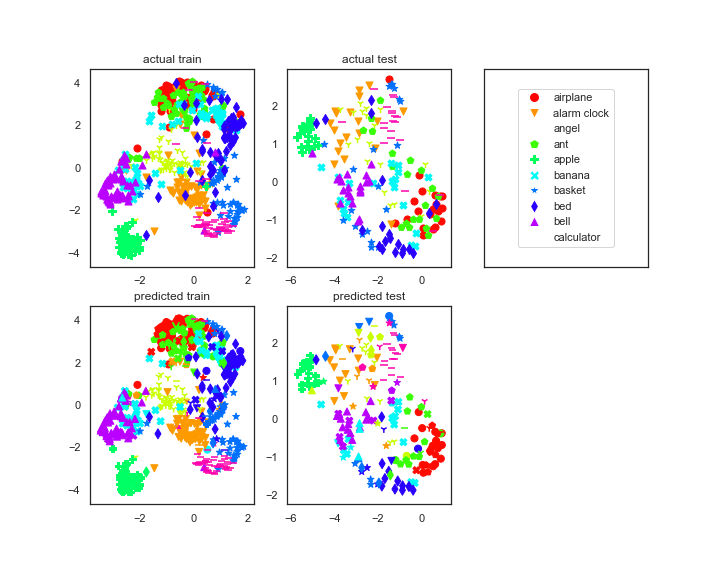 actual train
actual test
4
2
0
−2
−4
−2
0
2
2
1
0
−1
−2
−6
−4
−2
0
airplane
alarm clock
angel
ant
apple
banana
basket
bed
bell
calculator
predicted train
predicted test
4
2
0
−2
−4
−2
0
2
2
1
0
−1
−2
−6
−4
−2
0